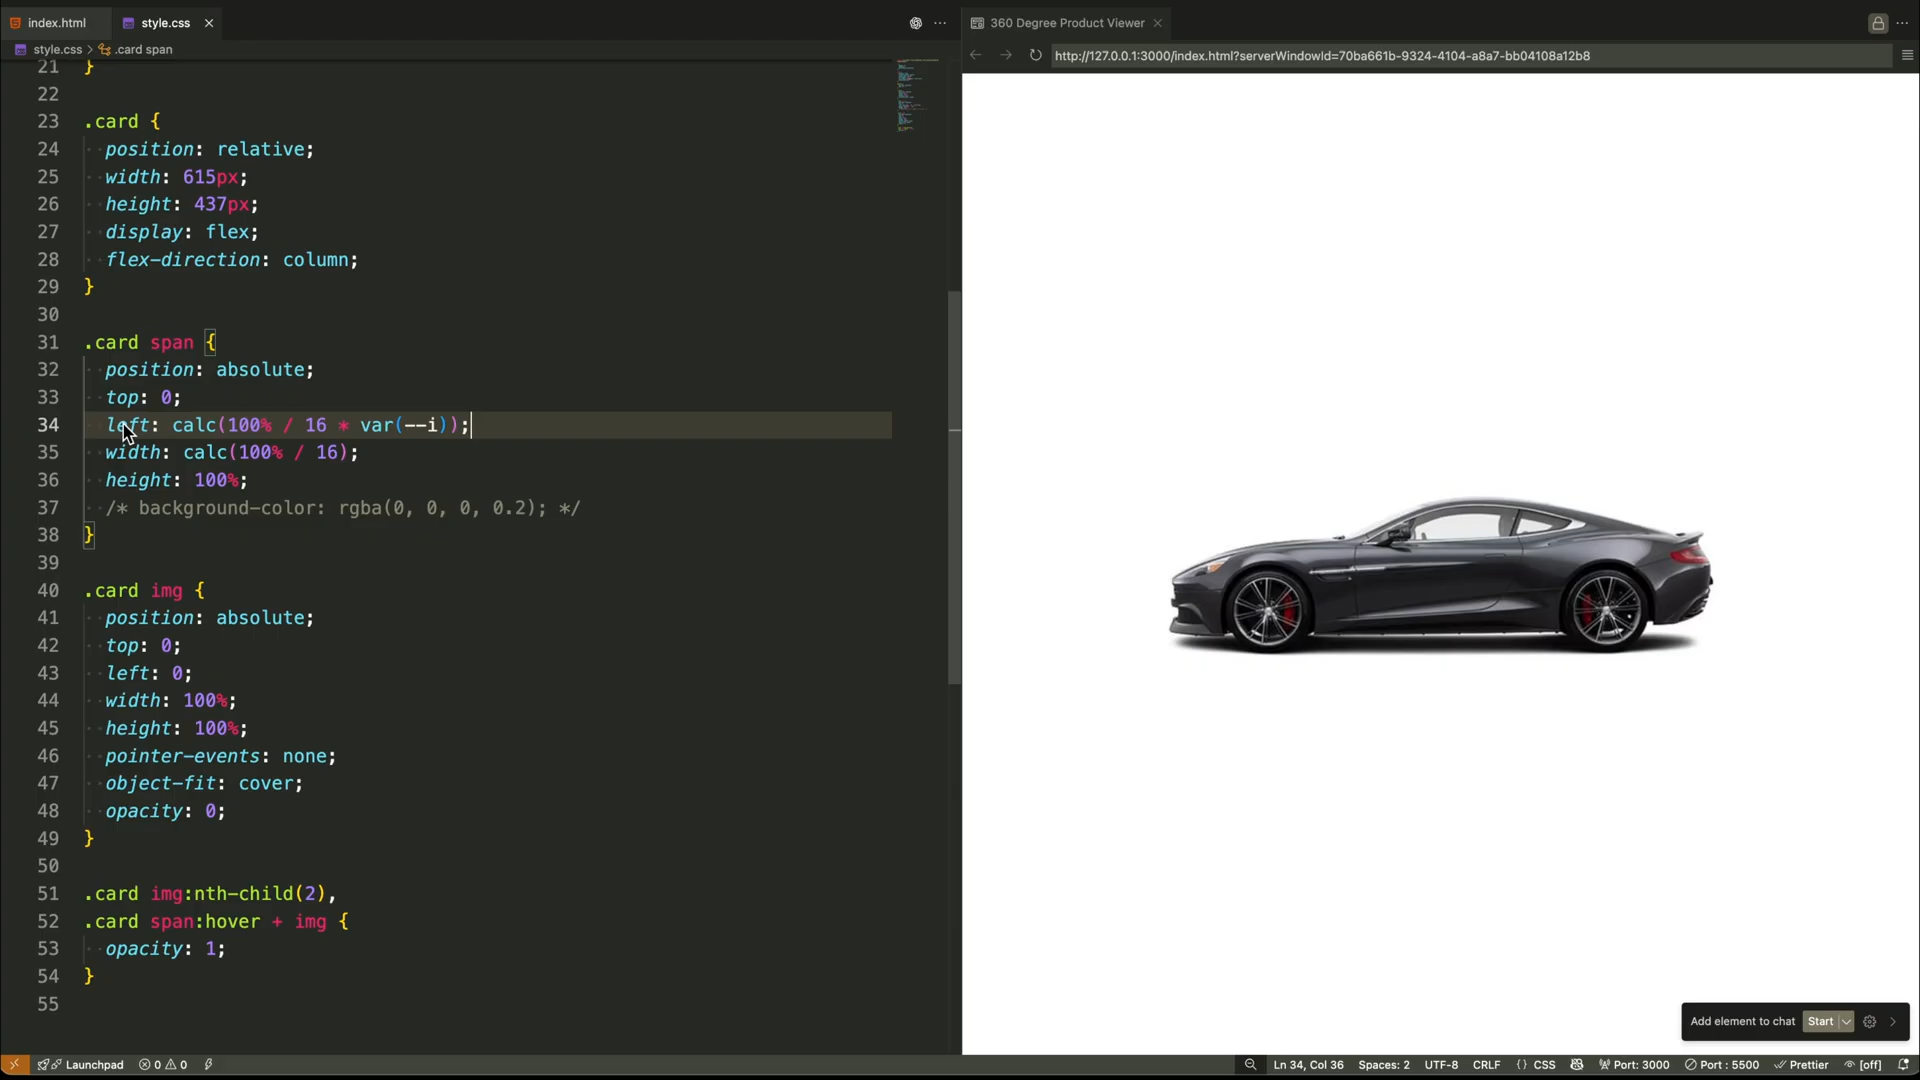 index.html
style.css
360 Degree Product Viewer
style.css > .card span
http://127.0.0.1:3000/index.html?serverWindowId=70ba661b-9324-4104-a8a7-bb04108a12b8
21 }
22
23 .card {
24 position: relative;
25 width: 615px;
26 height: 437px;
27 display: flex;
28 flex-direction: column;
29 }
30
31 .card span {
32 position: absolute;
33 top: 0;
34 left: calc(100% / 16 * var(--i));
35 width: calc(100% / 16);
36 height: 100%;
37 /* background-color: rgba(0, 0, 0, 0.2); */
38 }
39
40 .card img {
41 position: absolute;
42 top: 0;
43 left: 0;
44 width: 100%;
45 height: 100%;
46 pointer-events: none;
47 object-fit: cover;
48 opacity: 0;
49 }
50
51 .card img:nth-child(2),
52 .card span:hover + img {
53 opacity: 1;
54 }
55
Add element to chat Start
Launchpad 0 0 Ln 34, Col 36 Spaces: 2 UTF-8 CRLF {} CSS Port: 3000 Port : 5500 Prettier [off]